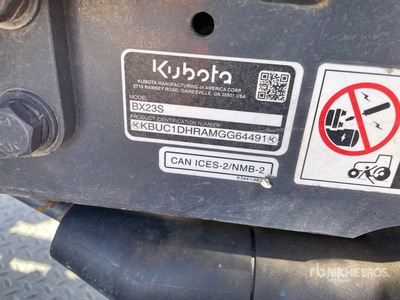 Kubota
KUBOTA MANUFACTURING of AMERICA CORP.
2715 RAMSEY ROAD, GAINESVILLE, GA 30501 USA
MODEL
BX23S
PRODUCT IDENTIFICATION NUMBER
KBUC1DHRAMGG64491
CAN ICES-2/NMB-2
rb RITCHIE BROS.